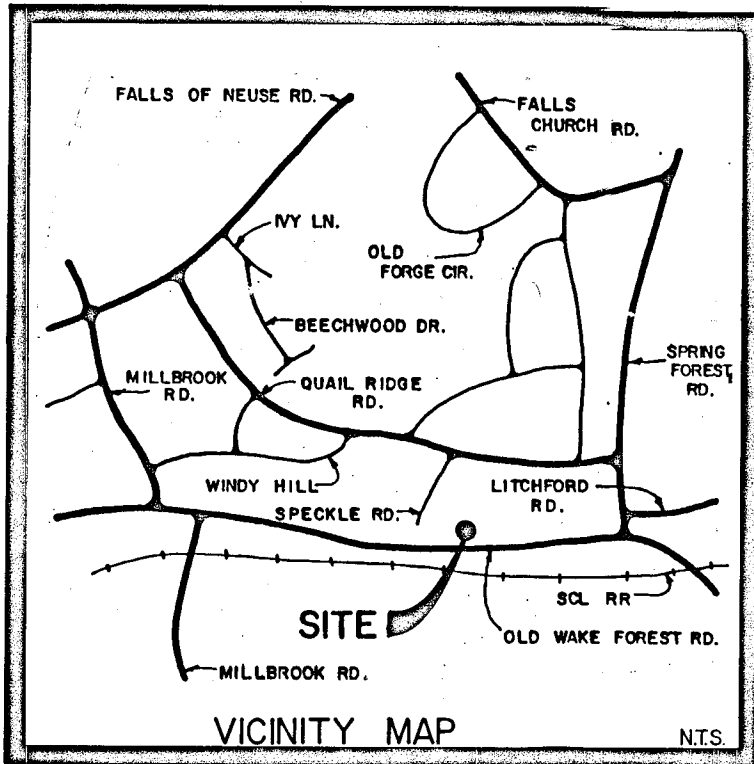 FALLS OF NEUSE RD.
FALLS
CHURCH RD.
IVY LN.
OLD
FORGE CIR.
BEECHWOOD DR.
SPRING
FOREST
RD.
MILLBROOK
RD.
QUAIL RIDGE
RD.
WINDY HILL
LITCHFORD
RD.
SPECKLE RD.
SCL RR
SITE
OLD WAKE FOREST RD.
MILLBROOK RD.
VICINITY MAP
N.T.S.